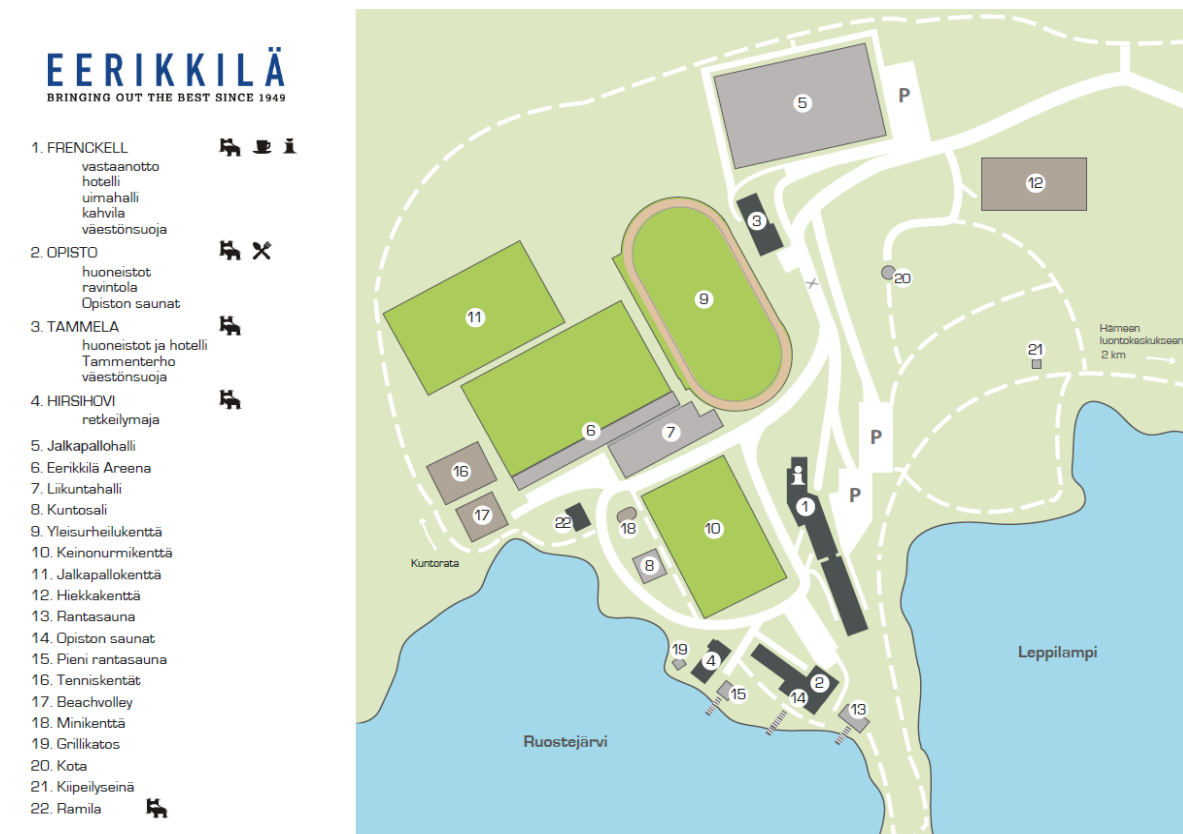 EERIKKILÄ
BRINGING OUT THE BEST SINCE 1949
1. FRENCKELL
vastaanotto
hotelli
uimahalli
kahvila
väestönsuoja
2. OPISTO
huoneistot
ravintola
Opiston saunat
3. TAMMELA
huoneistot ja hotelli
Tammenterho
väestönsuoja
4. HIRSIHOVI
retkeilymaja
5. Jalkapallohalli
6. Eerikkilä Areena
7. Liikuntahalli
8. Kuntosali
9. Yleisurheilukenttä
10. Keinonurmikenttä
11. Jalkapallokenttä
12. Hiekkakenttä
13. Rantasauna
14. Opiston saunat
15. Pieni rantasauna
16. Tenniskentät
17. Beachvolley
18. Minikenttä
19. Grillikatos
20. Kota
21. Kiipeilyseinä
22. Ramila
5
P
12
3
20
9
11
Hämeen
luontokeskukseen
2 km
21
6
7
P
16
i
P
1
17
22
18
10
Kuntorata
8
19
4
Leppilampi
2
15
14
13
Ruostejärvi